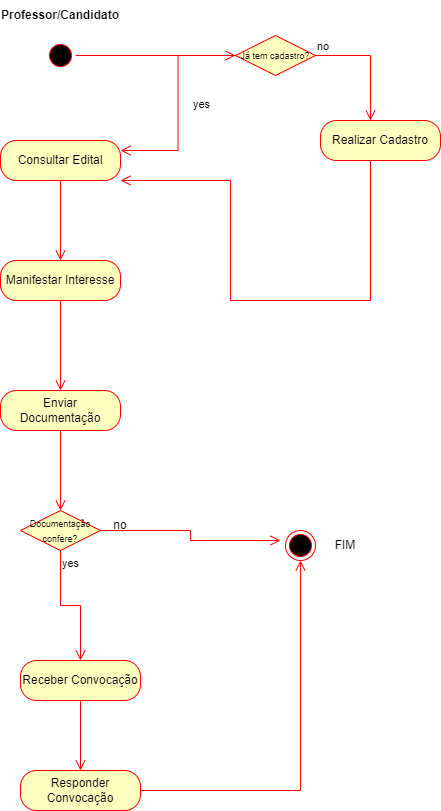 Professor/Candidato
no
Já tem cadastro?
yes
Realizar Cadastro
Consultar Edital
Manifestar Interesse
Enviar
Documentação
Documentação
confere?
no
FIM
yes
Receber Convocação
Responder
Convocação